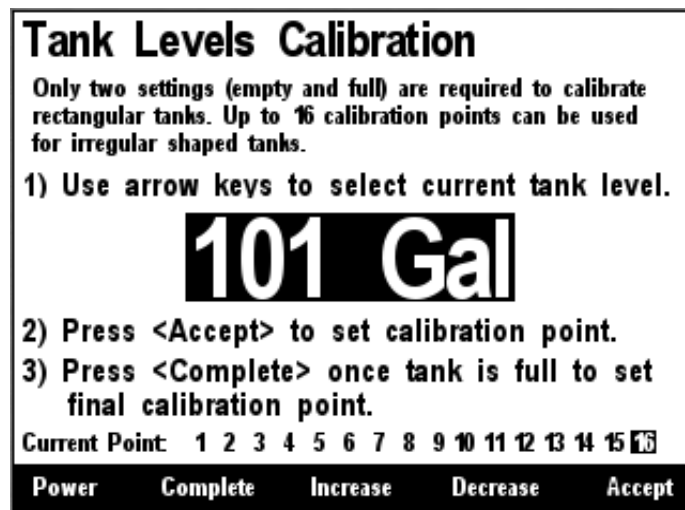 Tank Levels Calibration
Only two settings (empty and full) are required to calibrate
rectangular tanks. Up to 16 calibration points can be used
for irregular shaped tanks.
1) Use arrow keys to select current tank level.
101 Gal
2) Press <Accept> to set calibration point.
3) Press <Complete> once tank is full to set
final calibration point.
Current Point: 1 2 3 4 5 6 7 8 9 10 11 12 13 14 15 16
Power Complete Increase Decrease Accept